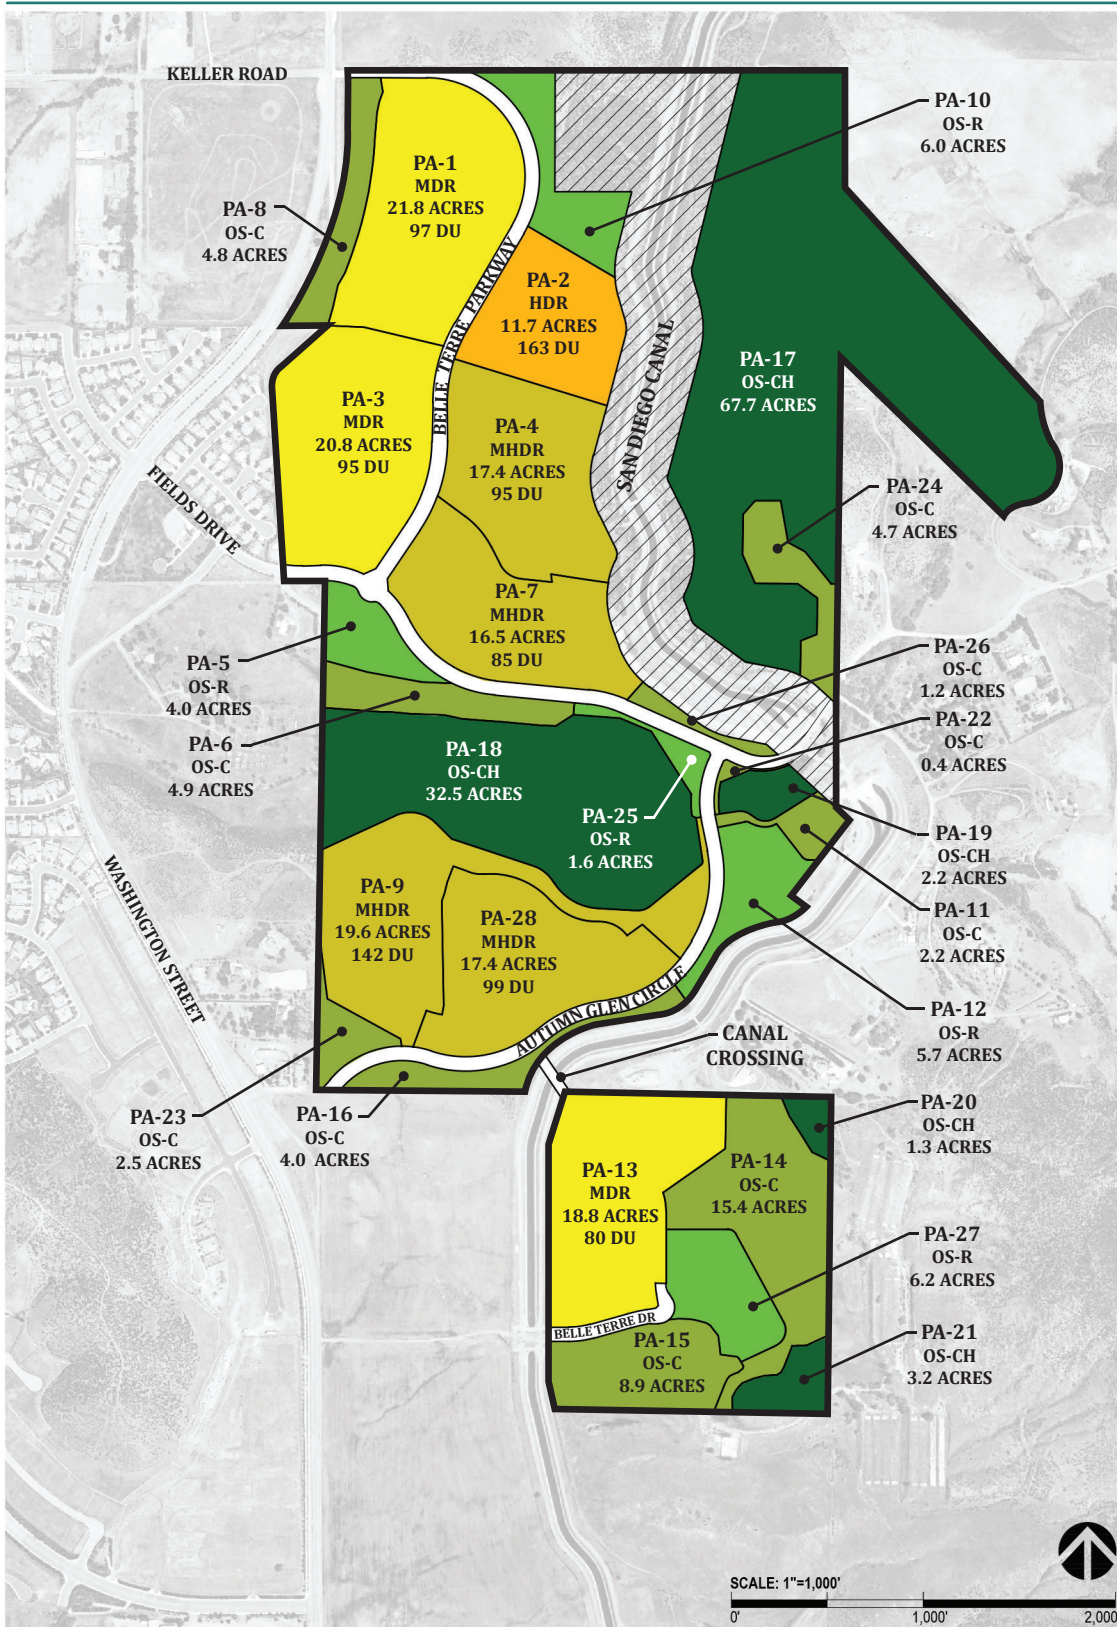 KELLER ROAD
PA-10
OS-R
6.0 ACRES
PA-1
MDR
21.8 ACRES
97 DU
PA-8
OS-C
4.8 ACRES
BELLE TERRE PARKWAY
PA-2
HDR
11.7 ACRES
163 DU
SAN DIEGO CANAL
PA-17
OS-CH
67.7 ACRES
PA-3
MDR
20.8 ACRES
95 DU
PA-4
MHDR
17.4 ACRES
95 DU
FIELDS DRIVE
PA-24
OS-C
4.7 ACRES
PA-7
MHDR
16.5 ACRES
85 DU
PA-5
OS-R
4.0 ACRES
PA-26
OS-C
1.2 ACRES
PA-6
OS-C
4.9 ACRES
PA-22
OS-C
0.4 ACRES
PA-18
OS-CH
32.5 ACRES
PA-25
OS-R
1.6 ACRES
PA-19
OS-CH
2.2 ACRES
WASHINGTON STREET
PA-9
MHDR
19.6 ACRES
142 DU
PA-28
MHDR
17.4 ACRES
99 DU
PA-11
OS-C
2.2 ACRES
AUTUMN GLEN CIRCLE
PA-12
OS-R
5.7 ACRES
CANAL
CROSSING
PA-23
OS-C
2.5 ACRES
PA-16
OS-C
4.0 ACRES
PA-20
OS-CH
1.3 ACRES
PA-13
MDR
18.8 ACRES
80 DU
PA-14
OS-C
15.4 ACRES
PA-27
OS-R
6.2 ACRES
BELLE TERRE DR
PA-15
OS-C
8.9 ACRES
PA-21
OS-CH
3.2 ACRES
SCALE: 1"=1,000'
0' 1,000' 2,000